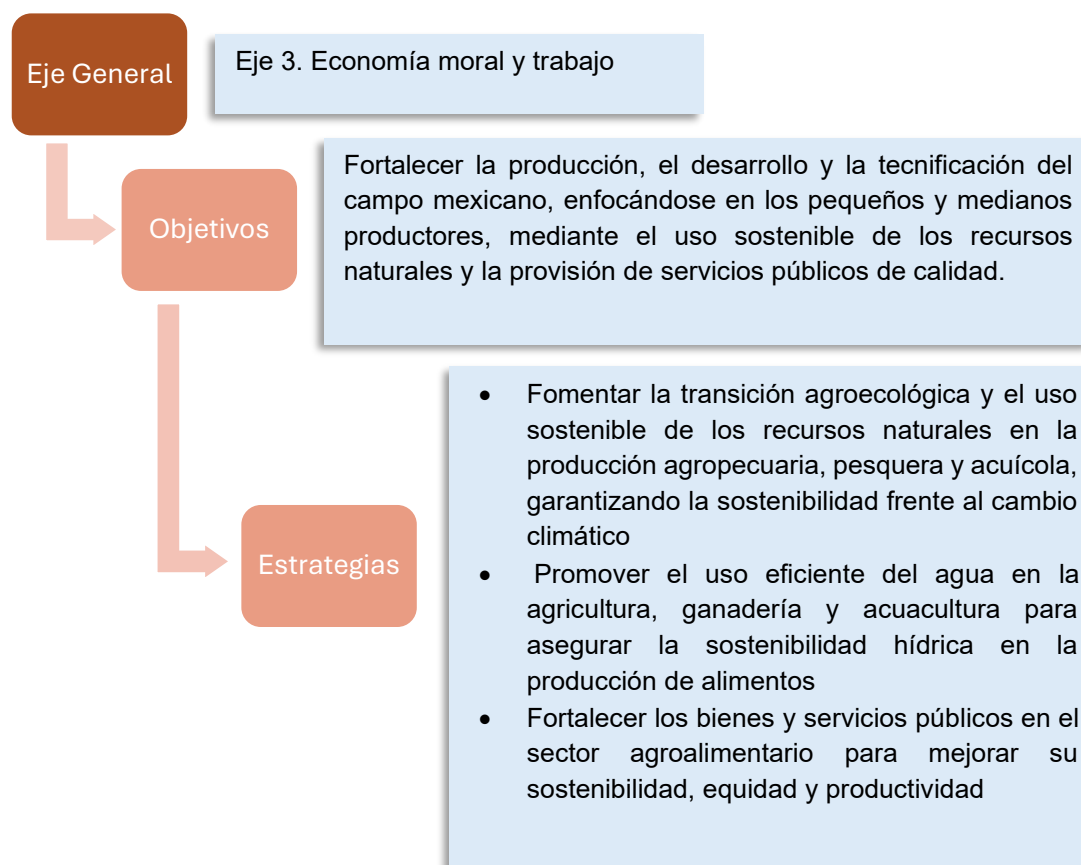 Eje General
Eje 3. Economía moral y trabajo
Objetivos
Fortalecer la producción, el desarrollo y la tecnificación del
campo mexicano, enfocándose en los pequeños y medianos
productores, mediante el uso sostenible de los recursos
naturales y la provisión de servicios públicos de calidad.
Estrategias
• Fomentar la transición agroecológica y el uso
sostenible de los recursos naturales en la
producción agropecuaria, pesquera y acuícola,
garantizando la sostenibilidad frente al cambio
climático
• Promover el uso eficiente del agua en la
agricultura, ganadería y acuacultura para
asegurar la sostenibilidad hídrica en la
producción de alimentos
• Fortalecer los bienes y servicios públicos en el
sector agroalimentario para mejorar su
sostenibilidad, equidad y productividad